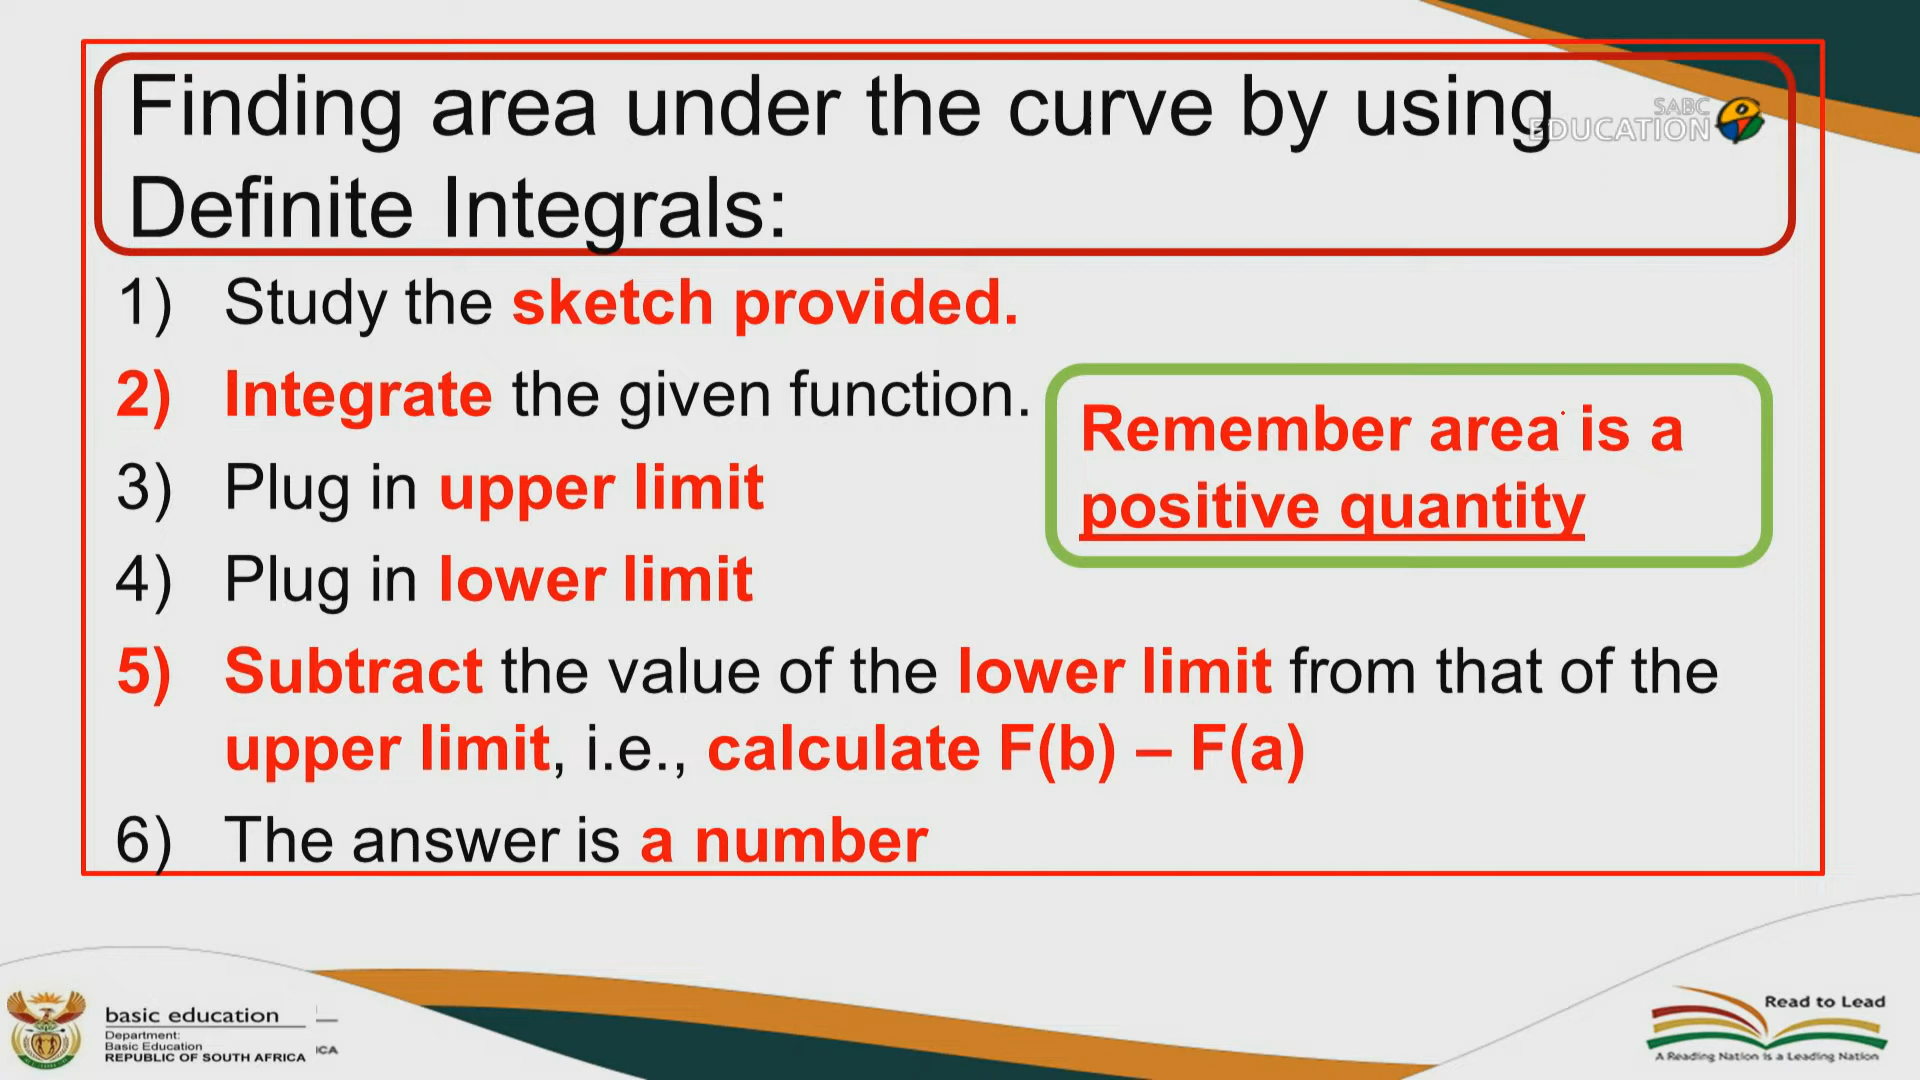 Finding area under the curve by using
Definite Integrals:
SABC
EDUCATION
1) Study the sketch provided.
2) Integrate the given function.
3) Plug in upper limit
4) Plug in lower limit
Remember area is a
positive quantity
5) Subtract the value of the lower limit from that of the
upper limit, i.e., calculate F(b) – F(a)
6) The answer is a number
basic education
Department:
Basic Education
REPUBLIC OF SOUTH AFRICA
ICA
Read to Lead
A Reading Nation is a Leading Nation